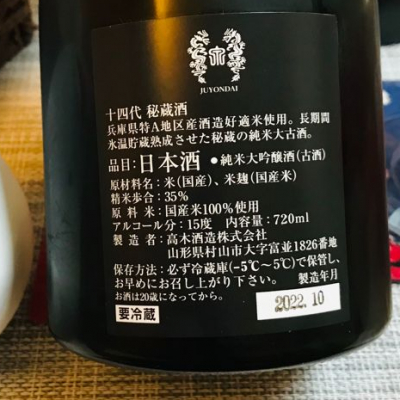 JUYONDAI
十四代 秘蔵酒
兵庫県特A地区産酒造好適米使用。長期間
氷温貯蔵熟成させた秘蔵の純米大古酒。
品目:日本酒 ●純米大吟醸酒(古酒)
原材料名:米(国産)、米麹(国産米)
精米歩合:35%
原料米:国産米100%使用
アルコール分:15度 内容量:720ml
製造者:高木酒造株式会社
山形県村山市大字富並1826番地
保存方法:必ず冷蔵庫(-5℃~5℃)で保管し、
お早めにお召し上がり下さい。 製造年月
お酒は20歳になってから。
要冷蔵
2022.10